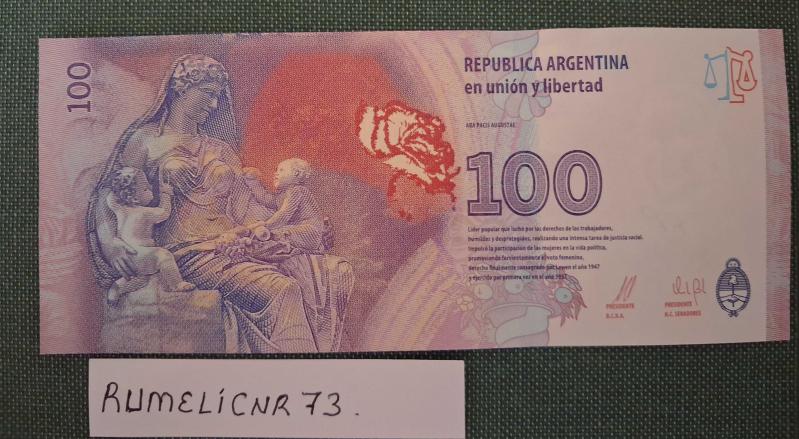 100
REPUBLICA ARGENTINA
en unión y libertad
ARA PACIS AUGUSTAE
100
Líder popular que luchó por los derechos de los trabajadores,
humildes y desprotegidos, realizando una intensa tarea de justicia social.
Impulsó la participación de las mujeres en la vida política,
promoviendo fervientemente el voto femenino,
derecho finalmente consagrado por Ley en el año 1947
y ejercido por primera vez en el año 1951
PRESIDENTE
B.C.R.A.
PRESIDENTE
H.C. SENADORES
RUMELİCNR 73.